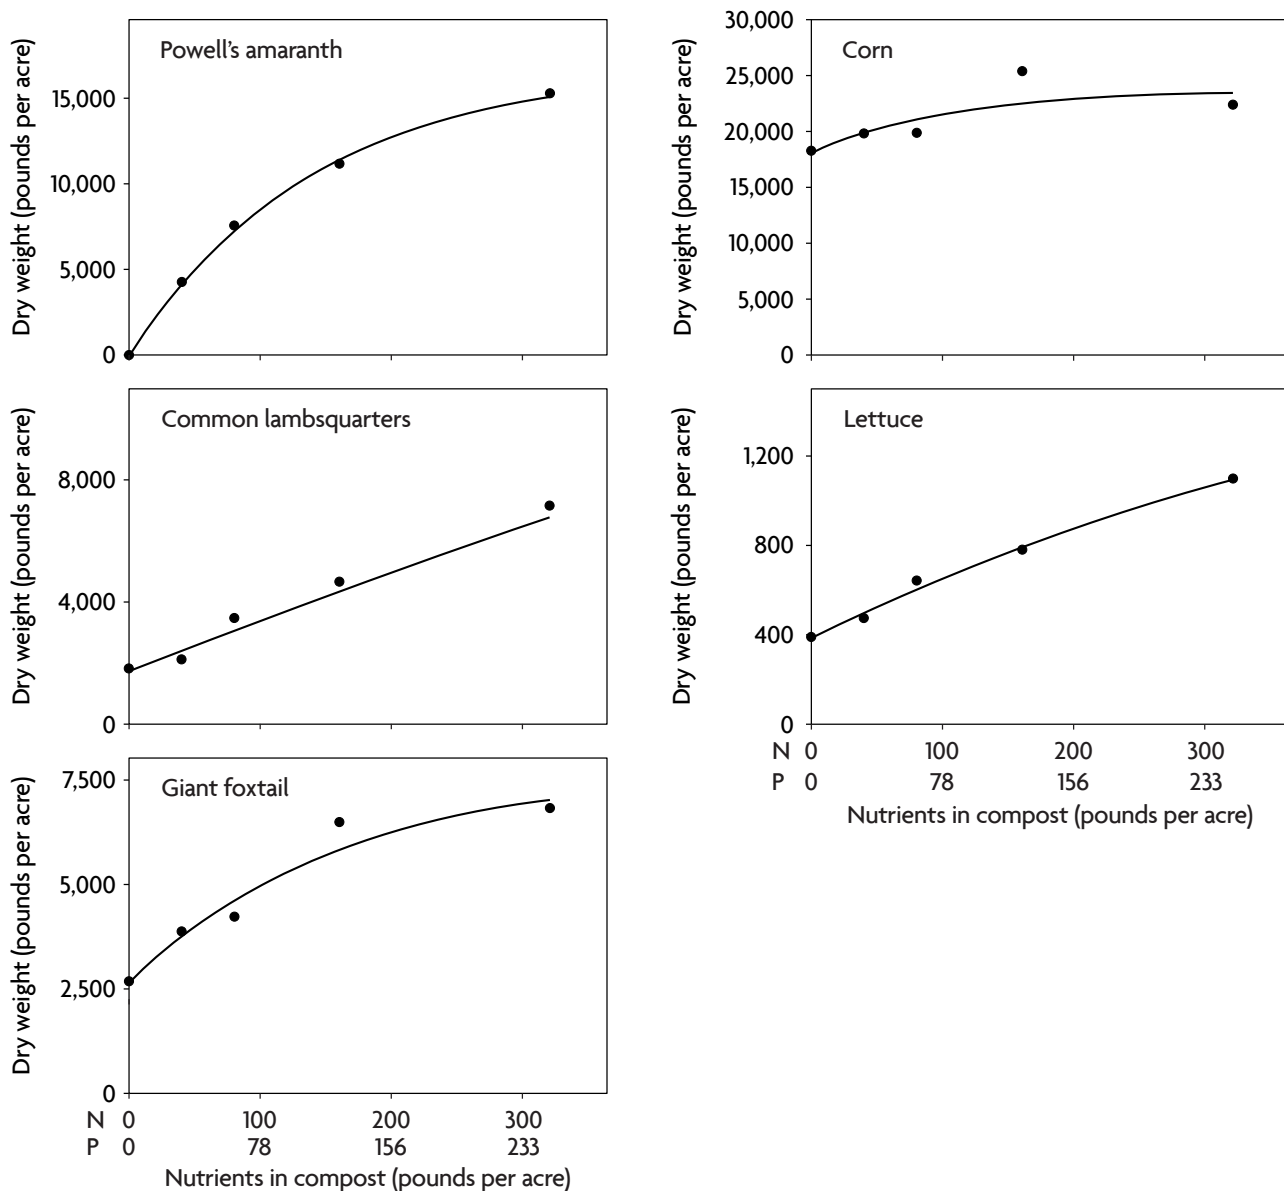 Powell's amaranth
Dry weight (pounds per acre)
15,000
10,000
5,000
0
Corn
Dry weight (pounds per acre)
30,000
25,000
20,000
15,000
10,000
5,000
0
Common lambsquarters
Dry weight (pounds per acre)
8,000
4,000
0
Lettuce
Dry weight (pounds per acre)
1,200
800
400
0
N 0 100 200 300
P 0 78 156 233
Nutrients in compost (pounds per acre)
Giant foxtail
Dry weight (pounds per acre)
7,500
5,000
2,500
0
N 0 100 200 300
P 0 78 156 233
Nutrients in compost (pounds per acre)